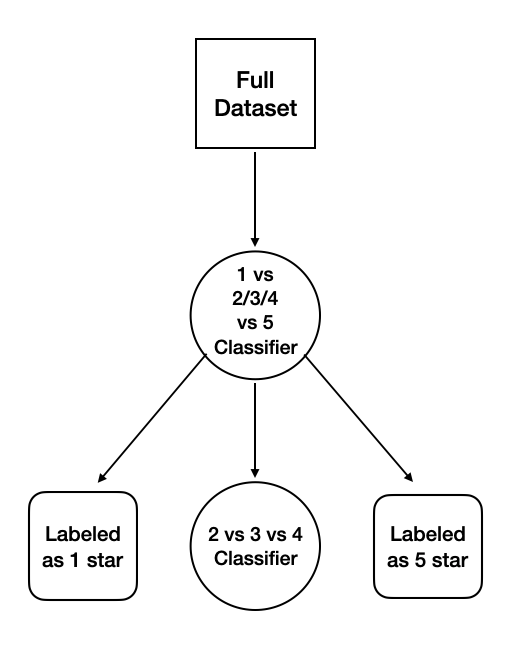 Full
Dataset
1 vs
2/3/4
vs 5
Classifier
Labeled
as 1 star
2 vs 3 vs 4
Classifier
Labeled
as 5 star